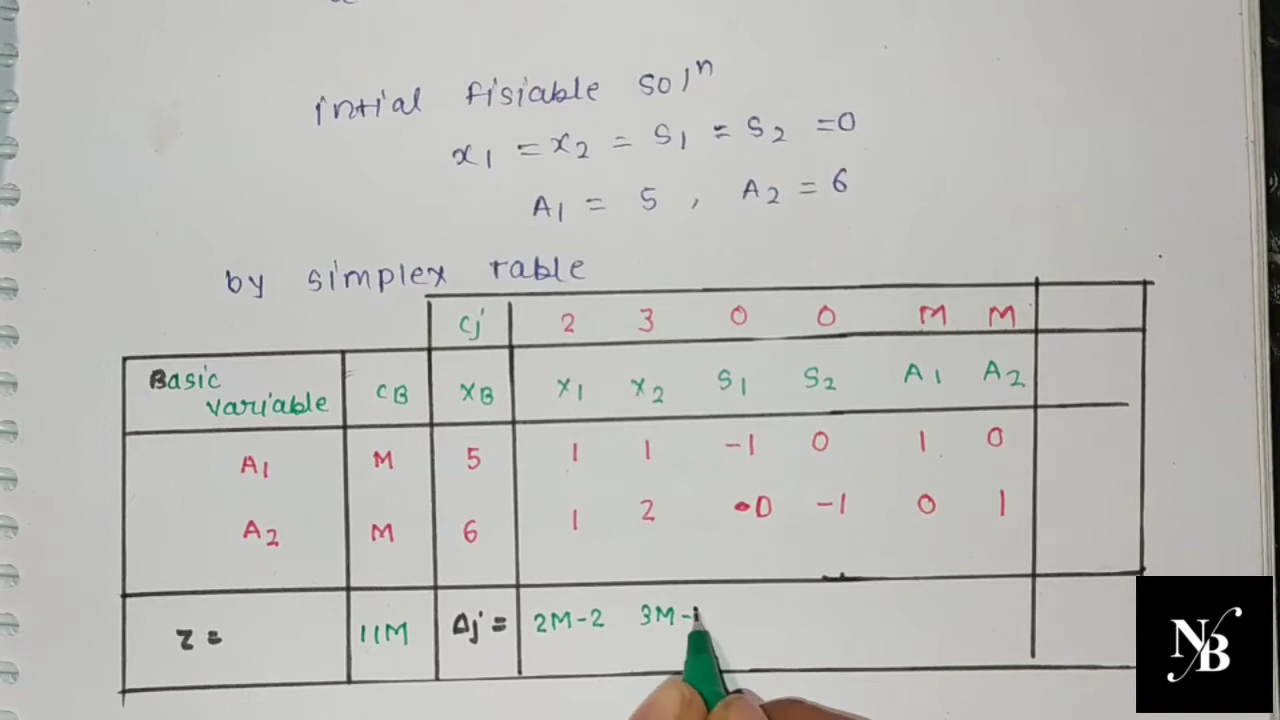 intial fisiable solⁿ
x₁ = x₂ = S₁ = S₂ = 0
A₁ = 5 , A₂ = 6
by simplex table
Cj 2 3 0 0 M M
Basic variable CB XB X₁ X₂ S₁ S₂ A₁ A₂
A₁ M 5 1 1 -1 0 1 0
A₂ M 6 1 2 0 -1 0 1
Z = 11M Δj = 2M-2 3M-
NB